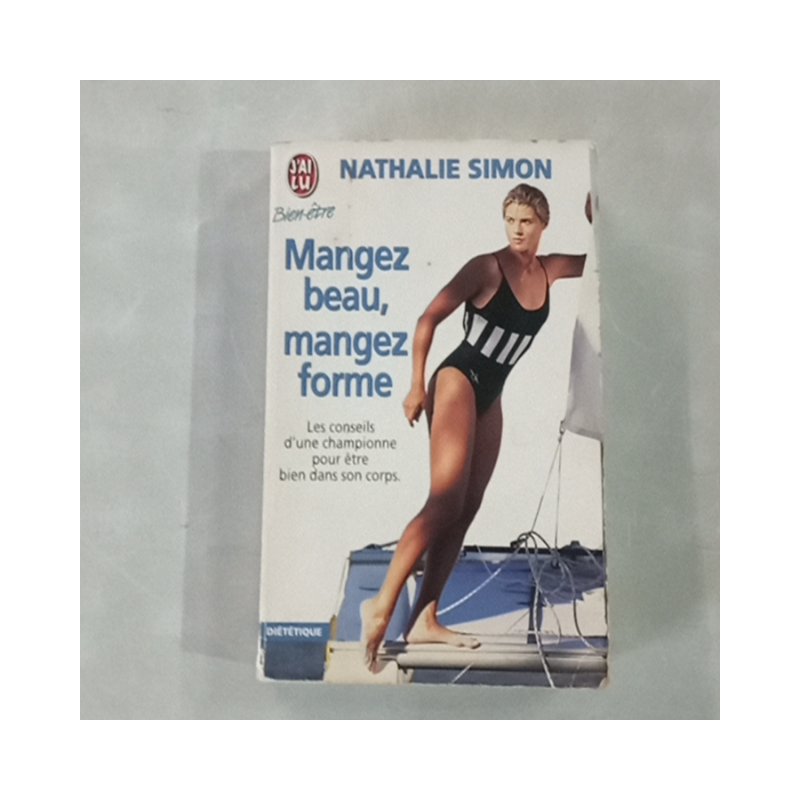 J'AI
LU
NATHALIE SIMON
Bien-être
Mangez
beau,
mangez
forme
Les conseils
d'une championne
pour être
bien dans son corps.
DIÉTÉTIQUE